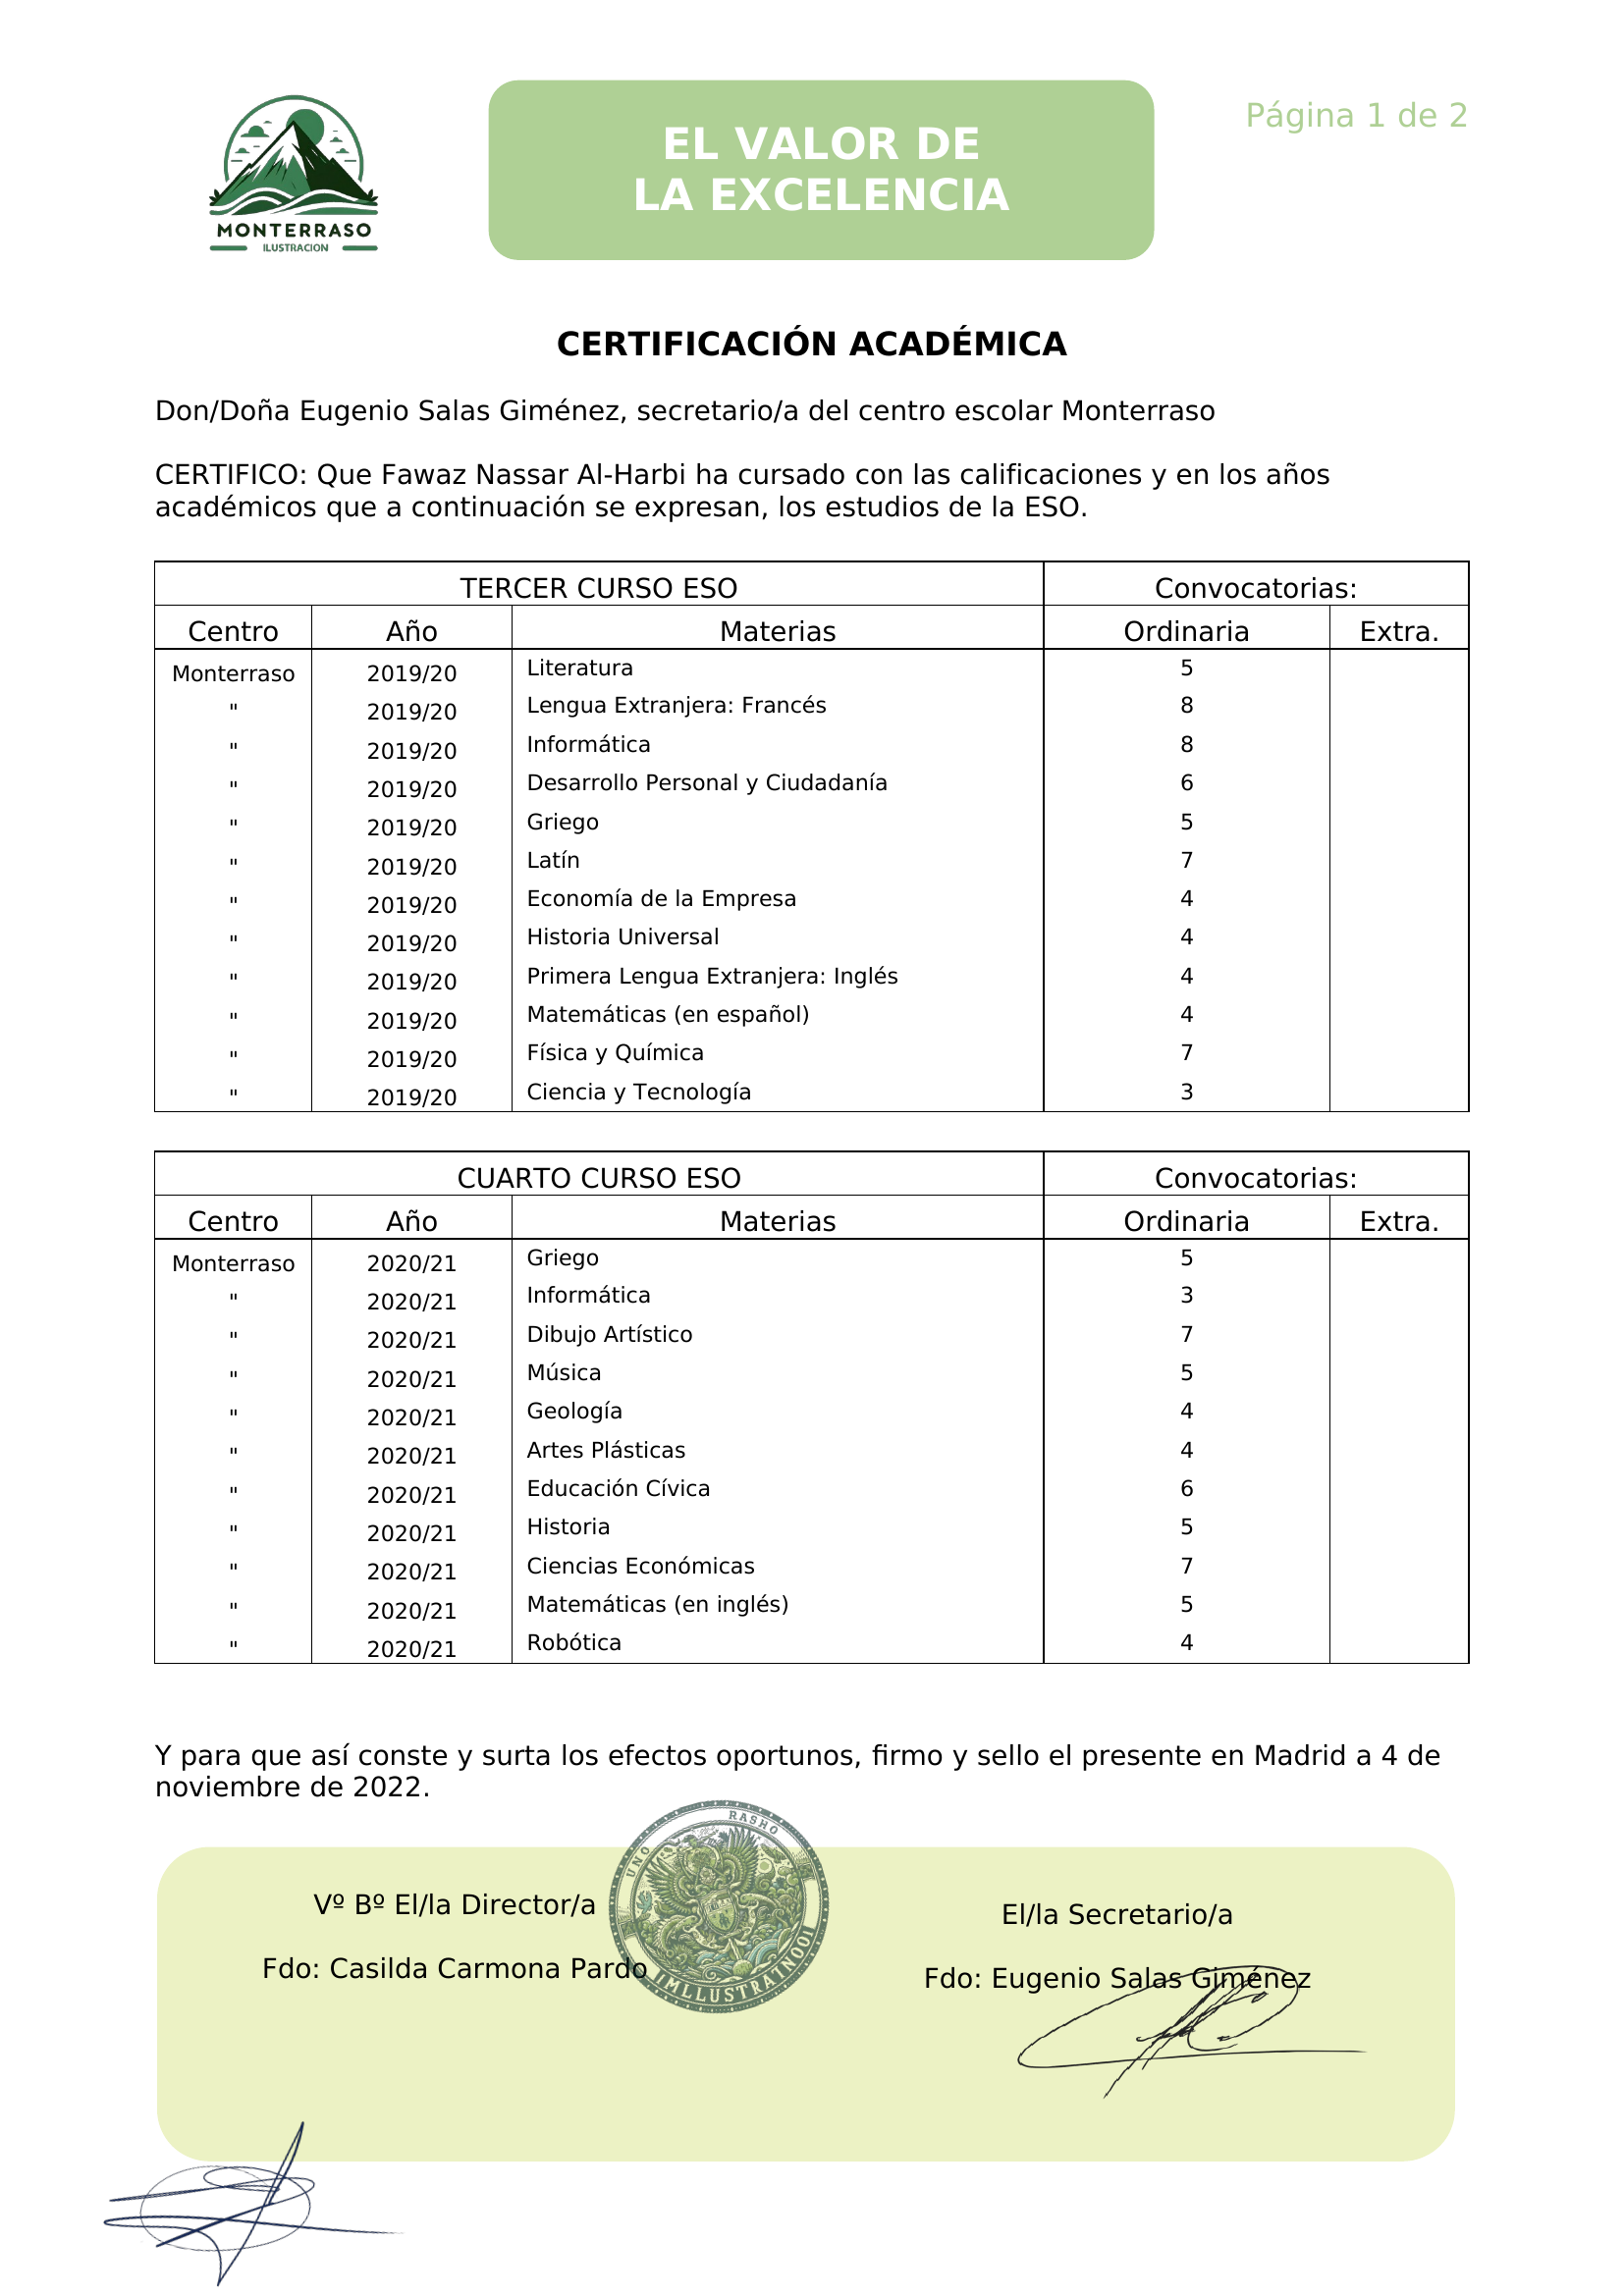 MONTERRASO
ILUSTRACION
EL VALOR DE
LA EXCELENCIA
Página 1 de 2
CERTIFICACIÓN ACADÉMICA
Don/Doña Eugenio Salas Giménez, secretario/a del centro escolar Monterraso
CERTIFICO: Que Fawaz Nassar Al-Harbi ha cursado con las calificaciones y en los años
académicos que a continuación se expresan, los estudios de la ESO.
TERCER CURSO ESO Convocatorias:
Centro Año Materias Ordinaria Extra.
Monterraso 2019/20 Literatura 5
" 2019/20 Lengua Extranjera: Francés 8
" 2019/20 Informática 8
" 2019/20 Desarrollo Personal y Ciudadanía 6
" 2019/20 Griego 5
" 2019/20 Latín 7
" 2019/20 Economía de la Empresa 4
" 2019/20 Historia Universal 4
" 2019/20 Primera Lengua Extranjera: Inglés 4
" 2019/20 Matemáticas (en español) 4
" 2019/20 Física y Química 7
" 2019/20 Ciencia y Tecnología 3
CUARTO CURSO ESO Convocatorias:
Centro Año Materias Ordinaria Extra.
Monterraso 2020/21 Griego 5
" 2020/21 Informática 3
" 2020/21 Dibujo Artístico 7
" 2020/21 Música 5
" 2020/21 Geología 4
" 2020/21 Artes Plásticas 4
" 2020/21 Educación Cívica 6
" 2020/21 Historia 5
" 2020/21 Ciencias Económicas 7
" 2020/21 Matemáticas (en inglés) 5
" 2020/21 Robótica 4
Y para que así conste y surta los efectos oportunos, firmo y sello el presente en Madrid a 4 de
noviembre de 2022.
UNO RASHO
IMLLUSTRATNOOI
Vº Bº El/la Director/a
El/la Secretario/a
Fdo: Casilda Carmona Pardo
Fdo: Eugenio Salas Giménez